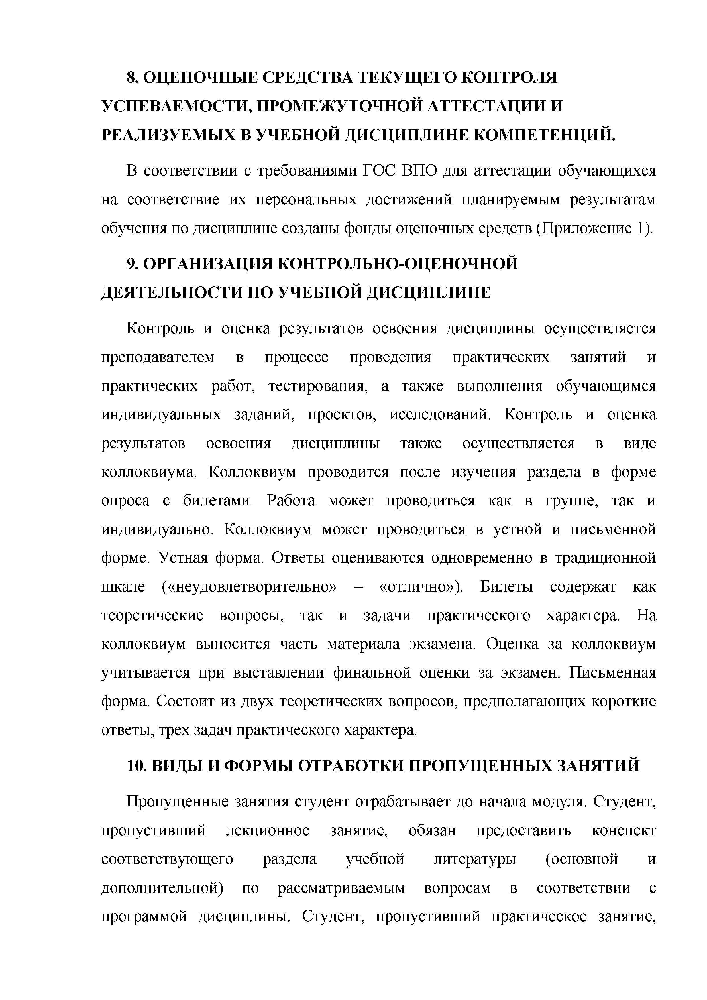 8. ОЦЕНОЧНЫЕ СРЕДСТВА ТЕКУЩЕГО КОНТРОЛЯ
УСПЕВАЕМОСТИ, ПРОМЕЖУТОЧНОЙ АТТЕСТАЦИИ И
РЕАЛИЗУЕМЫХ В УЧЕБНОЙ ДИСЦИПЛИНЕ КОМПЕТЕНЦИЙ.
В соответствии с требованиями ГОС ВПО для аттестации обучающихся
на соответствие их персональных достижений планируемым результатам
обучения по дисциплине созданы фонды оценочных средств (Приложение 1).
9. ОРГАНИЗАЦИЯ КОНТРОЛЬНО-ОЦЕНОЧНОЙ
ДЕЯТЕЛЬНОСТИ ПО УЧЕБНОЙ ДИСЦИПЛИНЕ
Контроль и оценка результатов освоения дисциплины осуществляется
преподавателем в процессе проведения практических занятий и
практических работ, тестирования, а также выполнения обучающимся
индивидуальных заданий, проектов, исследований. Контроль и оценка
результатов освоения дисциплины также осуществляется в виде
коллоквиума. Коллоквиум проводится после изучения раздела в форме
опроса с билетами. Работа может проводиться как в группе, так и
индивидуально. Коллоквиум может проводиться в устной и письменной
форме. Устная форма. Ответы оцениваются одновременно в традиционной
шкале («неудовлетворительно» – «отлично»). Билеты содержат как
теоретические вопросы, так и задачи практического характера. На
коллоквиум выносится часть материала экзамена. Оценка за коллоквиум
учитывается при выставлении финальной оценки за экзамен. Письменная
форма. Состоит из двух теоретических вопросов, предполагающих короткие
ответы, трех задач практического характера.
10. ВИДЫ И ФОРМЫ ОТРАБОТКИ ПРОПУЩЕННЫХ ЗАНЯТИЙ
Пропущенные занятия студент отрабатывает до начала модуля. Студент,
пропустивший лекционное занятие, обязан предоставить конспект
соответствующего раздела учебной литературы (основной и
дополнительной) по рассматриваемым вопросам в соответствии с
программой дисциплины. Студент, пропустивший практическое занятие,